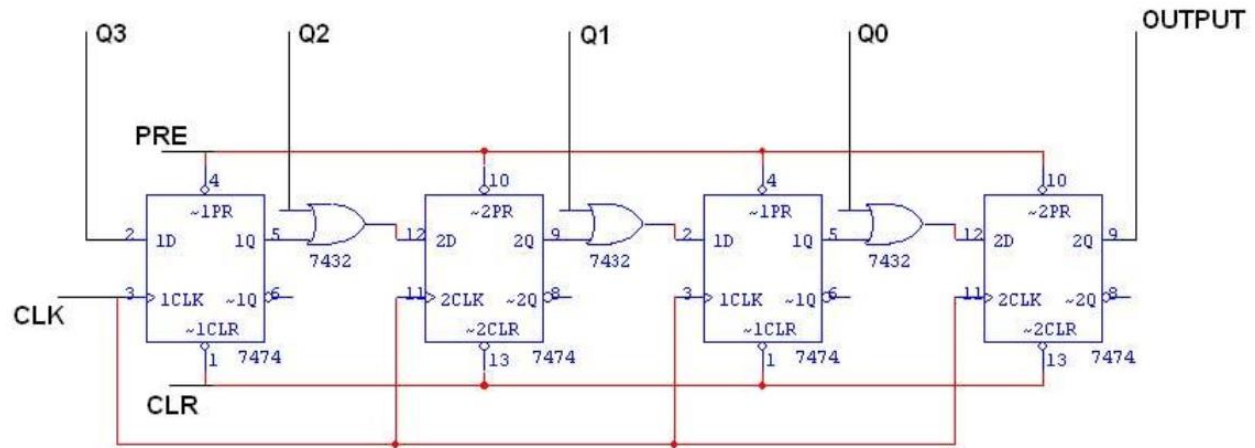 Q3 Q2 Q1 Q0 OUTPUT
PRE
4 10 4 10
~1PR ~2PR ~1PR ~2PR
2 1D 1Q 5 12 2D 2Q 9 2 1D 1Q 5 12 2D 2Q 9
7432 7432 7432
3 1CLK ~1Q 6 11 2CLK ~2Q 8 3 1CLK ~1Q 6 11 2CLK ~2Q 8
CLK
~1CLR ~2CLR ~1CLR ~2CLR
1 7474 13 7474 1 7474 13 7474
CLR